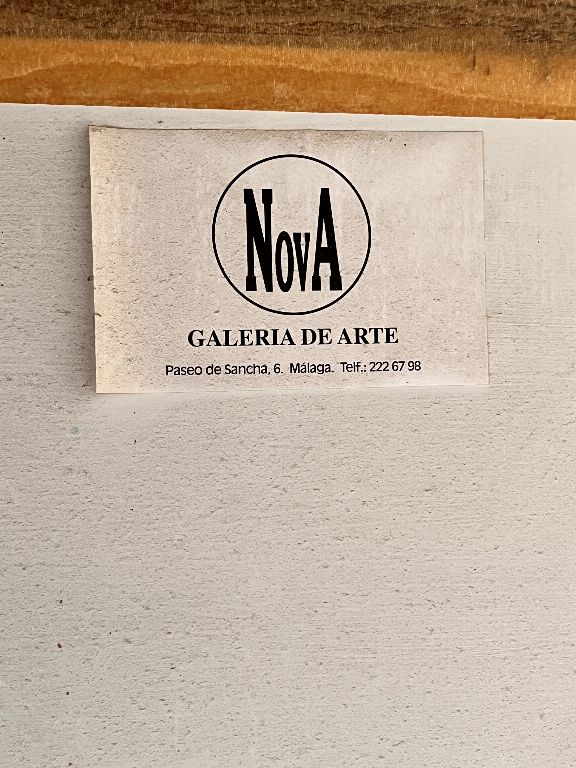 NovA
GALERIA DE ARTE
Paseo de Sancha, 6. Málaga. Telf.: 222 67 98